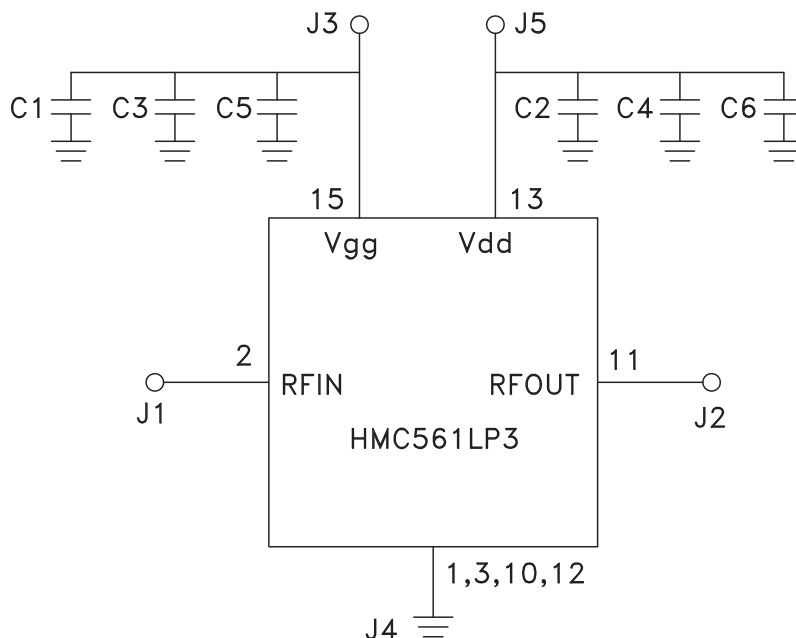 J3 J5
C1 C3 C5 C2 C4 C6
15 13
Vgg Vdd
2 11
RFIN RFOUT
J1 J2
HMC561LP3
1,3,10,12
J4